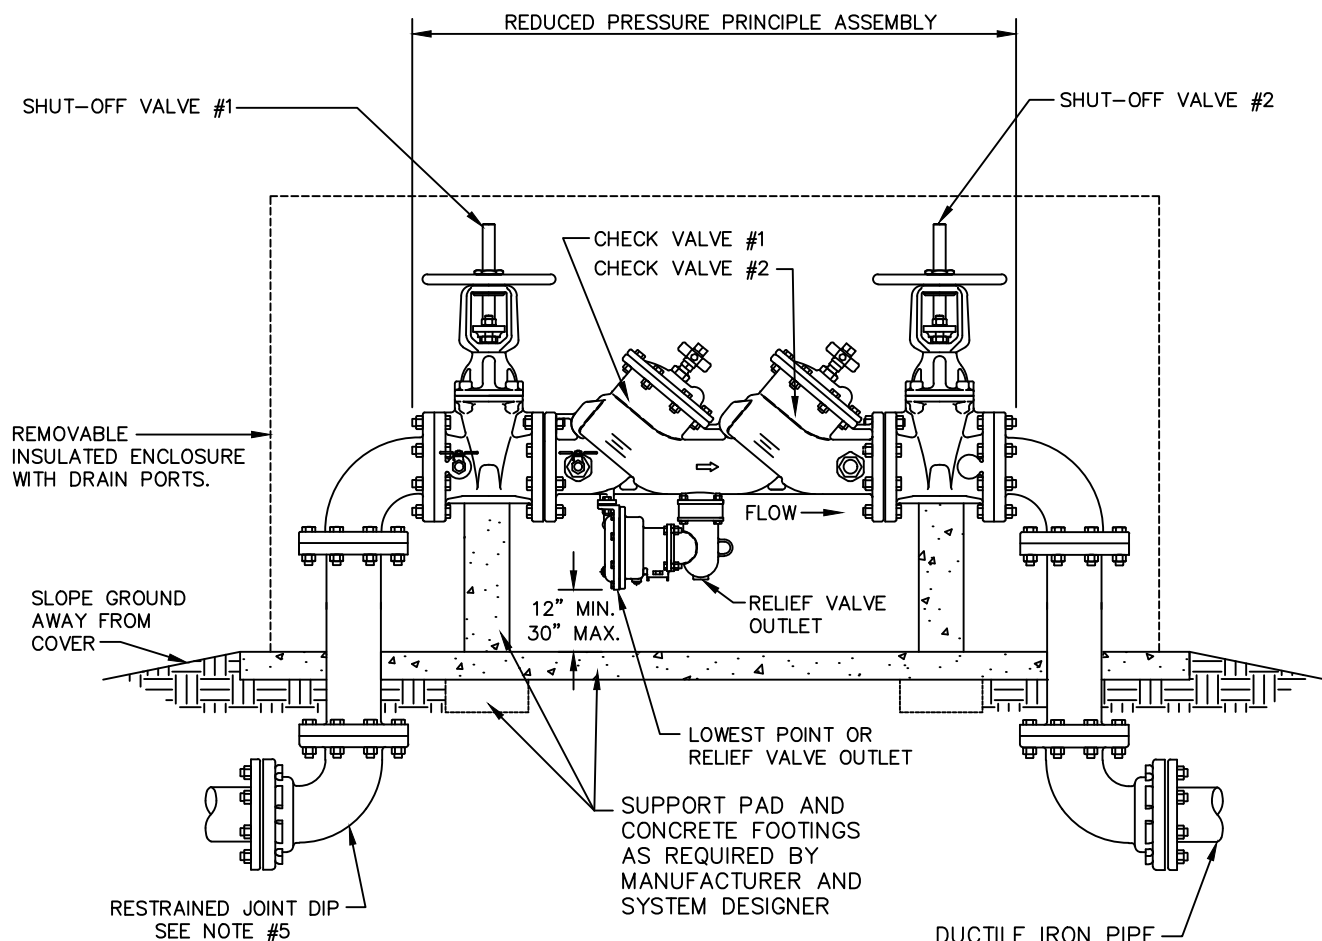 REDUCED PRESSURE PRINCIPLE ASSEMBLY
SHUT-OFF VALVE #1
SHUT-OFF VALVE #2
CHECK VALVE #1
CHECK VALVE #2
REMOVABLE
INSULATED ENCLOSURE
WITH DRAIN PORTS.
FLOW
SLOPE GROUND
AWAY FROM
COVER
12" MIN.
30" MAX.
RELIEF VALVE
OUTLET
LOWEST POINT OR
RELIEF VALVE OUTLET
SUPPORT PAD AND
CONCRETE FOOTINGS
AS REQUIRED BY
MANUFACTURER AND
SYSTEM DESIGNER
RESTRAINED JOINT DIP
SEE NOTE #5
DUCTILE IRON PIPE